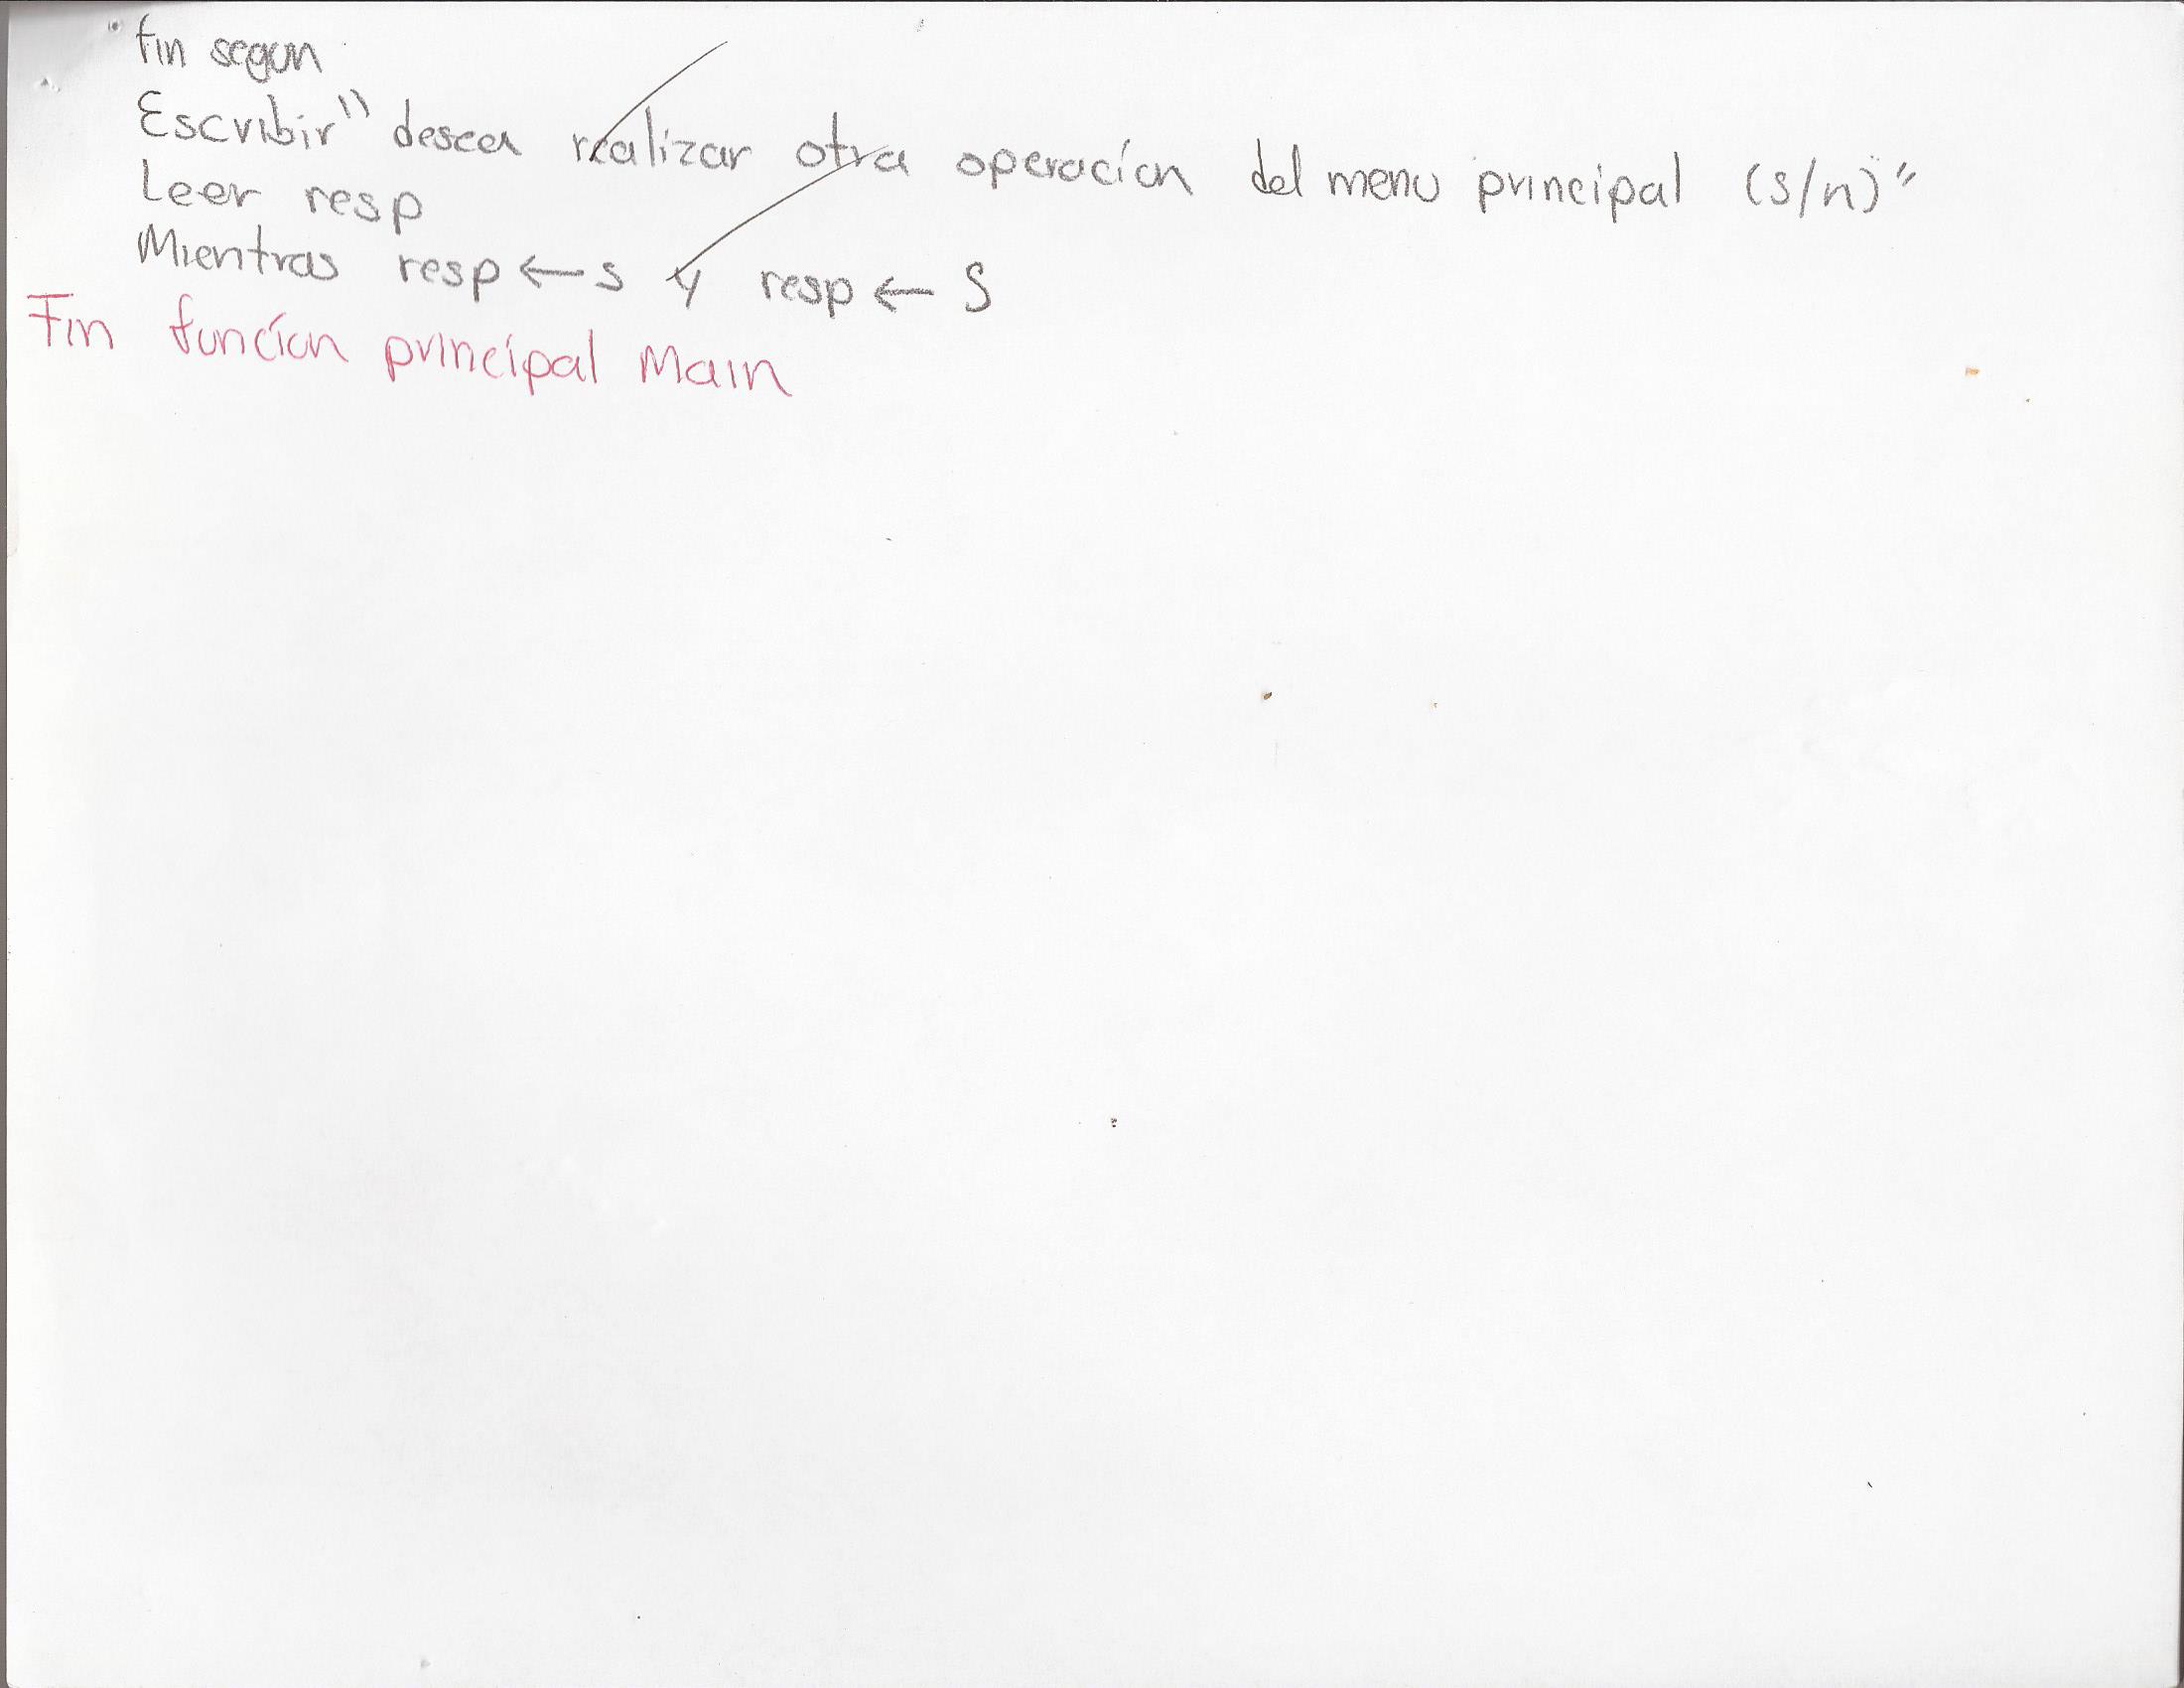 fin segun
Escribir" desea realizar otra operación del menu principal (s/n)"
Leer resp
Mientras resp ← s y resp ← S
Fin función principal Main